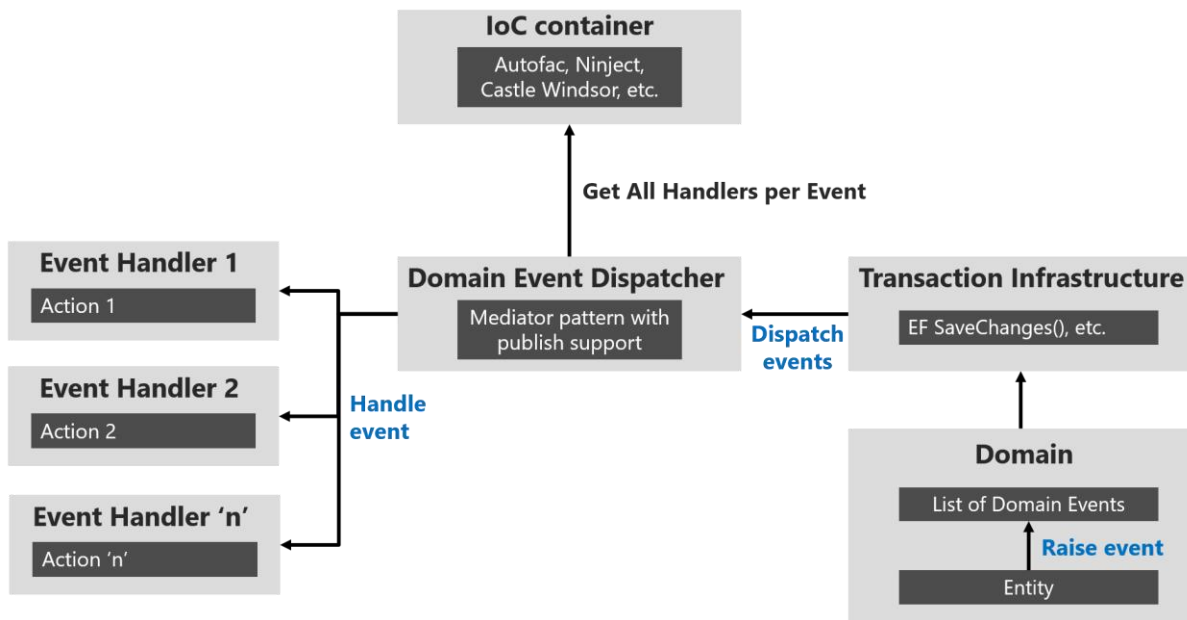 IoC container
Autofac, Ninject,
Castle Windsor, etc.
Get All Handlers per Event
Event Handler 1
Action 1
Event Handler 2
Action 2
Event Handler ‘n’
Action ‘n’
Handle
event
Domain Event Dispatcher
Mediator pattern with
publish support
Dispatch
events
Transaction Infrastructure
EF SaveChanges(), etc.
Domain
List of Domain Events
Raise event
Entity